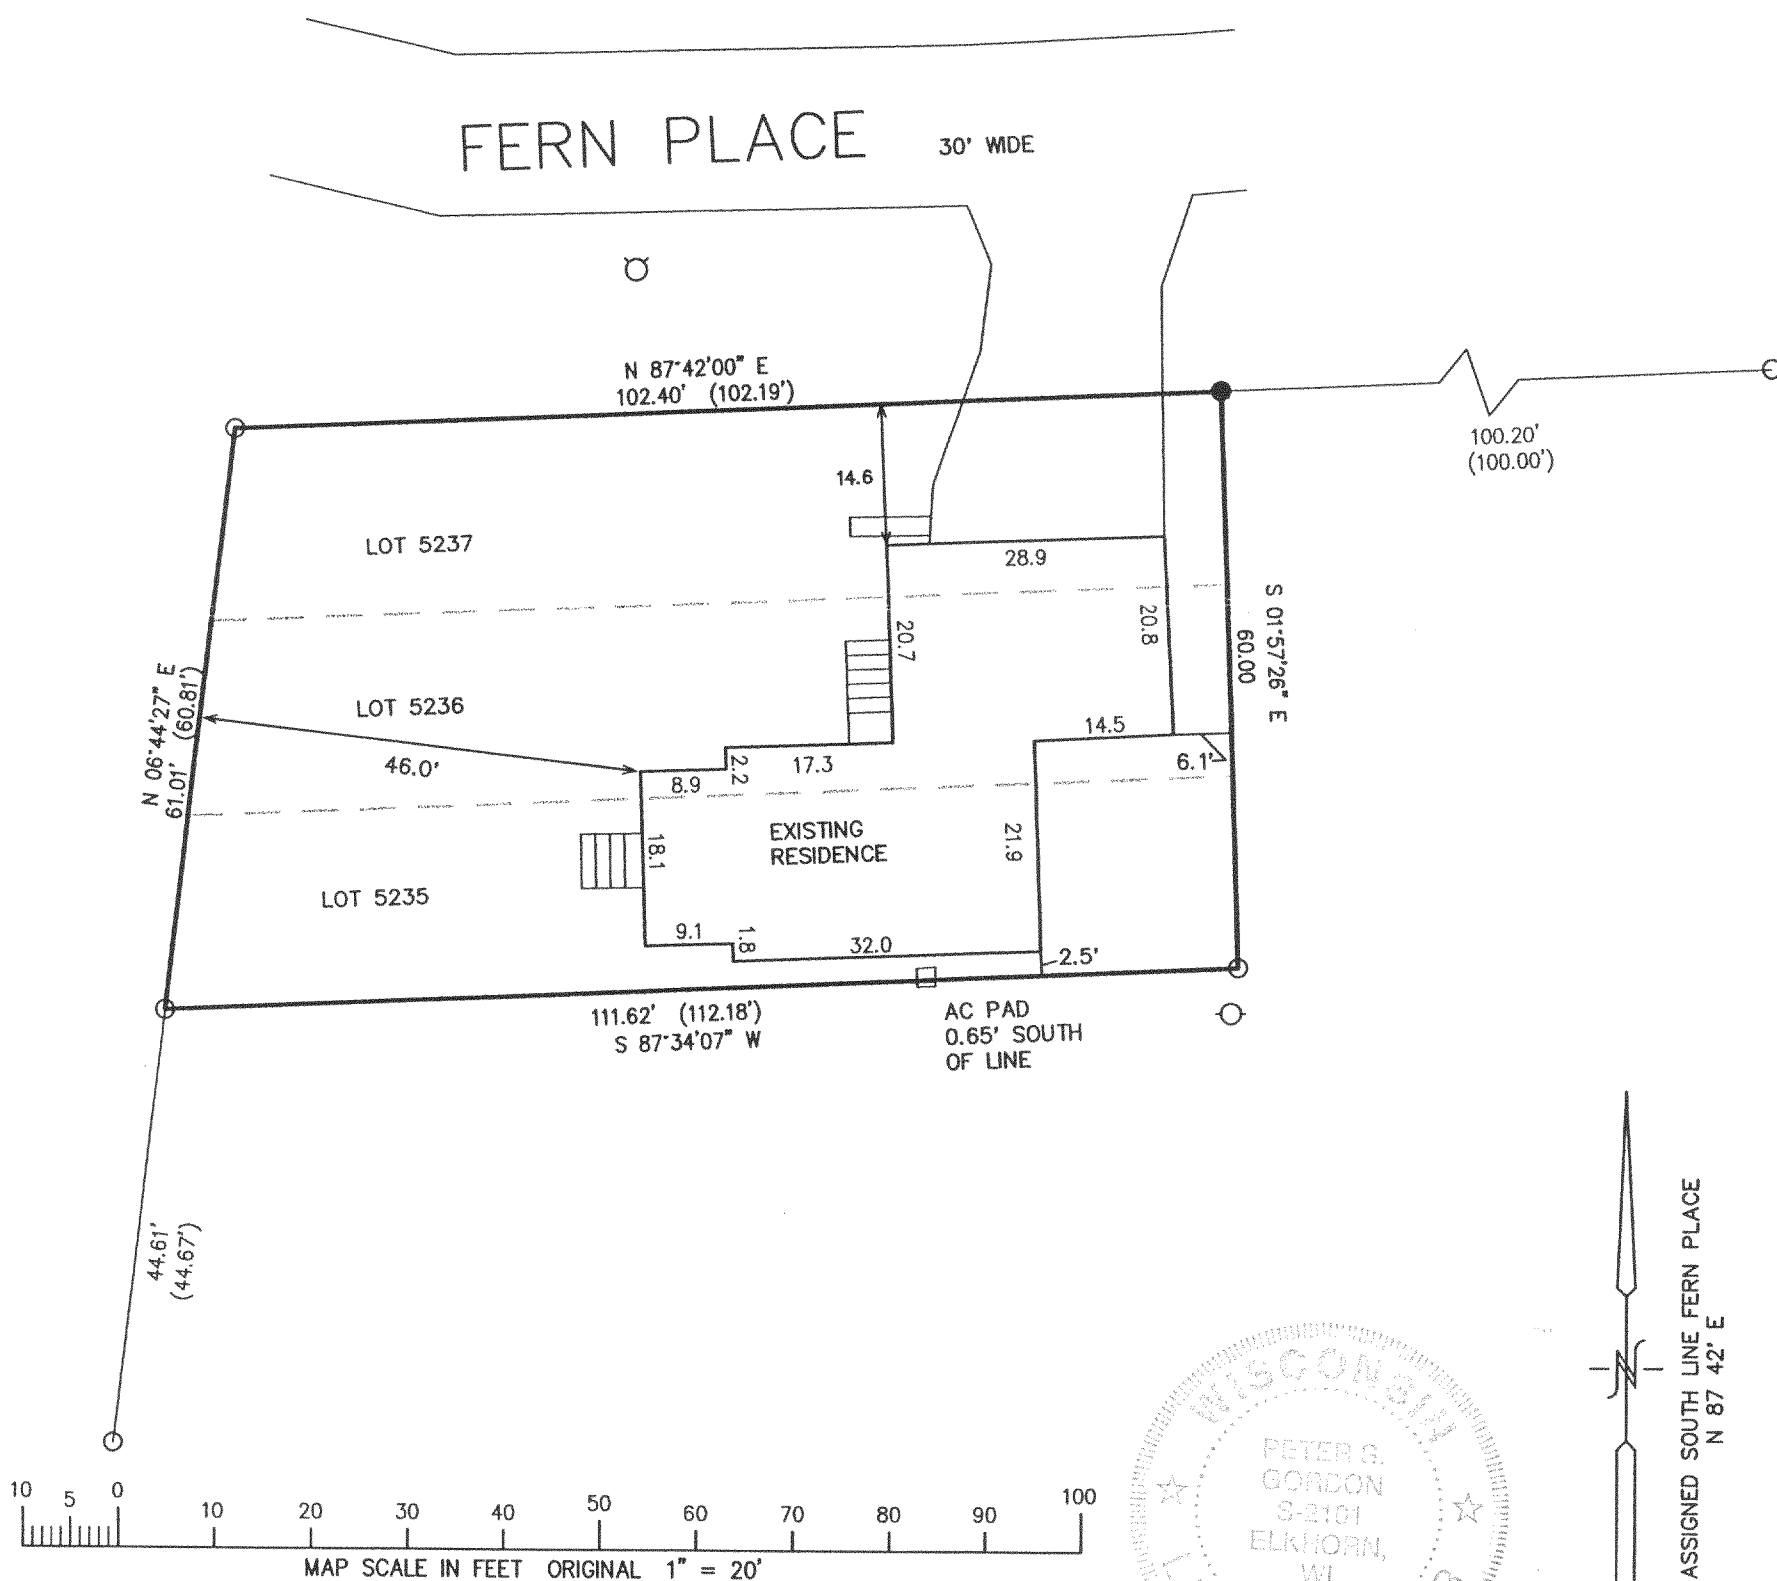 FERN PLACE 30' WIDE
N 87°42'00" E
102.40' (102.19')
100.20'
(100.00')
14.6
LOT 5237
28.9
20.7
20.8
S 01°57'26" E
60.00
N 06°44'27" E
61.01' (60.81')
LOT 5236
46.0'
14.5
6.1'
8.9
2.2
17.3
EXISTING
RESIDENCE
18.1
21.9
LOT 5235
9.1
1.8
32.0
2.5'
111.62' (112.18')
S 87°34'07" W
AC PAD
0.65' SOUTH
OF LINE
44.61'
(44.67')
ASSIGNED SOUTH LINE FERN PLACE
N 87 42' E
N
WISCONSIN
PETER S.
GORDON
S-2101
ELKHORN,
WI
10 5 0 10 20 30 40 50 60 70 80 90 100
MAP SCALE IN FEET ORIGINAL 1" = 20'